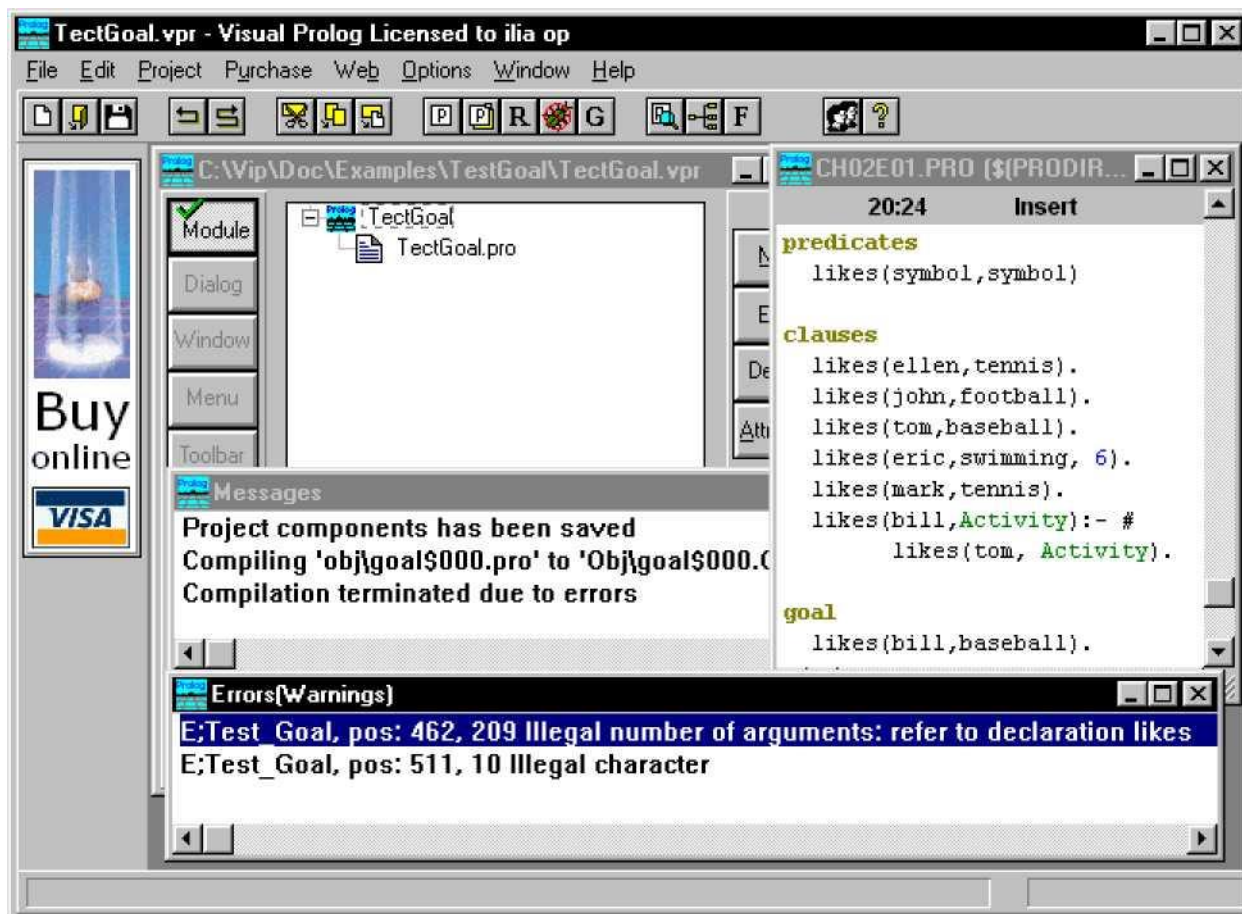 TectGoal.vpr - Visual Prolog Licensed to ilia op
File Edit Project Purchase Web Options Window Help
P P R G F ?
Buy
online
VISA
C:\Vip\Doc\Examples\TestGoal\TectGoal.vpr
Module
Dialog
Window
Menu
Toolbar
TectGoal
TectGoal.pro
N
E
De
Attr
CH02E01.PRO ($(PRODIR...
20:24 Insert
predicates
likes(symbol,symbol)
clauses
likes(ellen,tennis).
likes(john,football).
likes(tom,baseball).
likes(eric,swimming, 6).
likes(mark,tennis).
likes(bill,Activity):- #
likes(tom, Activity).
goal
likes(bill,baseball).
Messages
Project components has been saved
Compiling 'obj\goal$000.pro' to 'Obj\goal$000.
Compilation terminated due to errors
Errors(Warnings)
E;Test_Goal, pos: 462, 209 Illegal number of arguments: refer to declaration likes
E;Test_Goal, pos: 511, 10 Illegal character